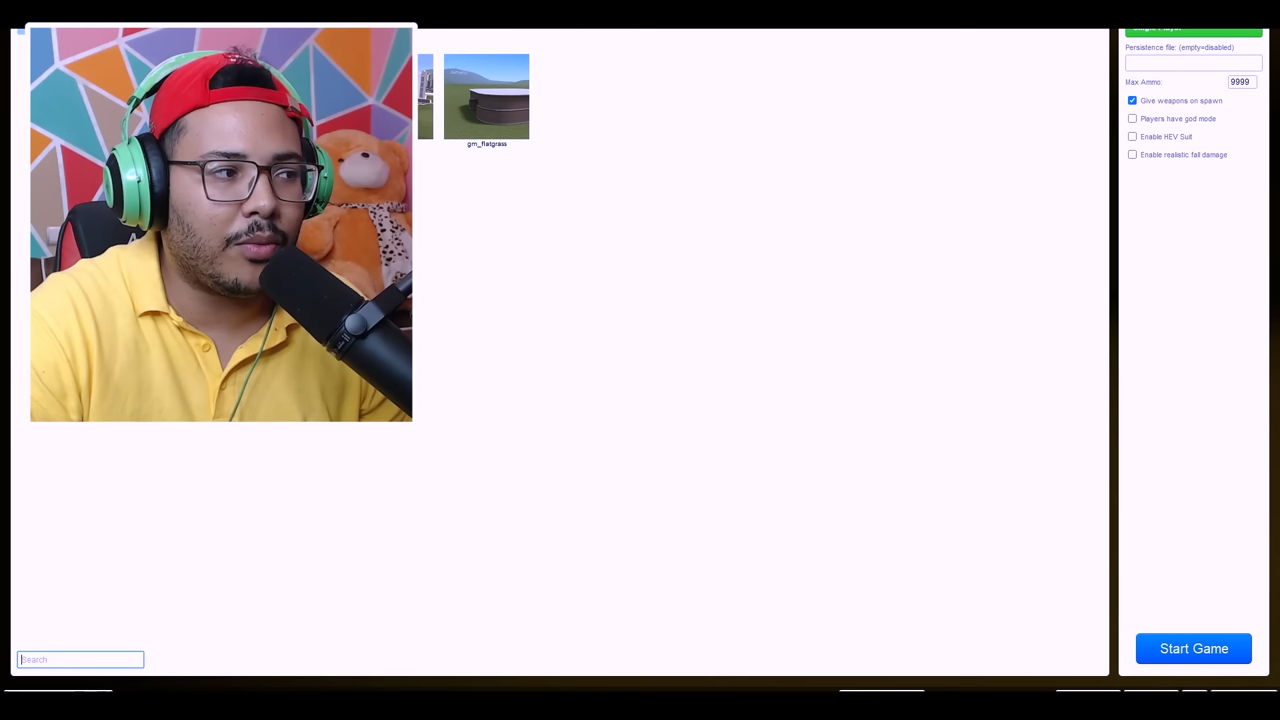 Persistence file: (empty=disabled)
Max Ammo: 9999
Give weapons on spawn
Players have god mode
Enable HEV Suit
Enable realistic fall damage
gm_flatgrass
Search
Start Game